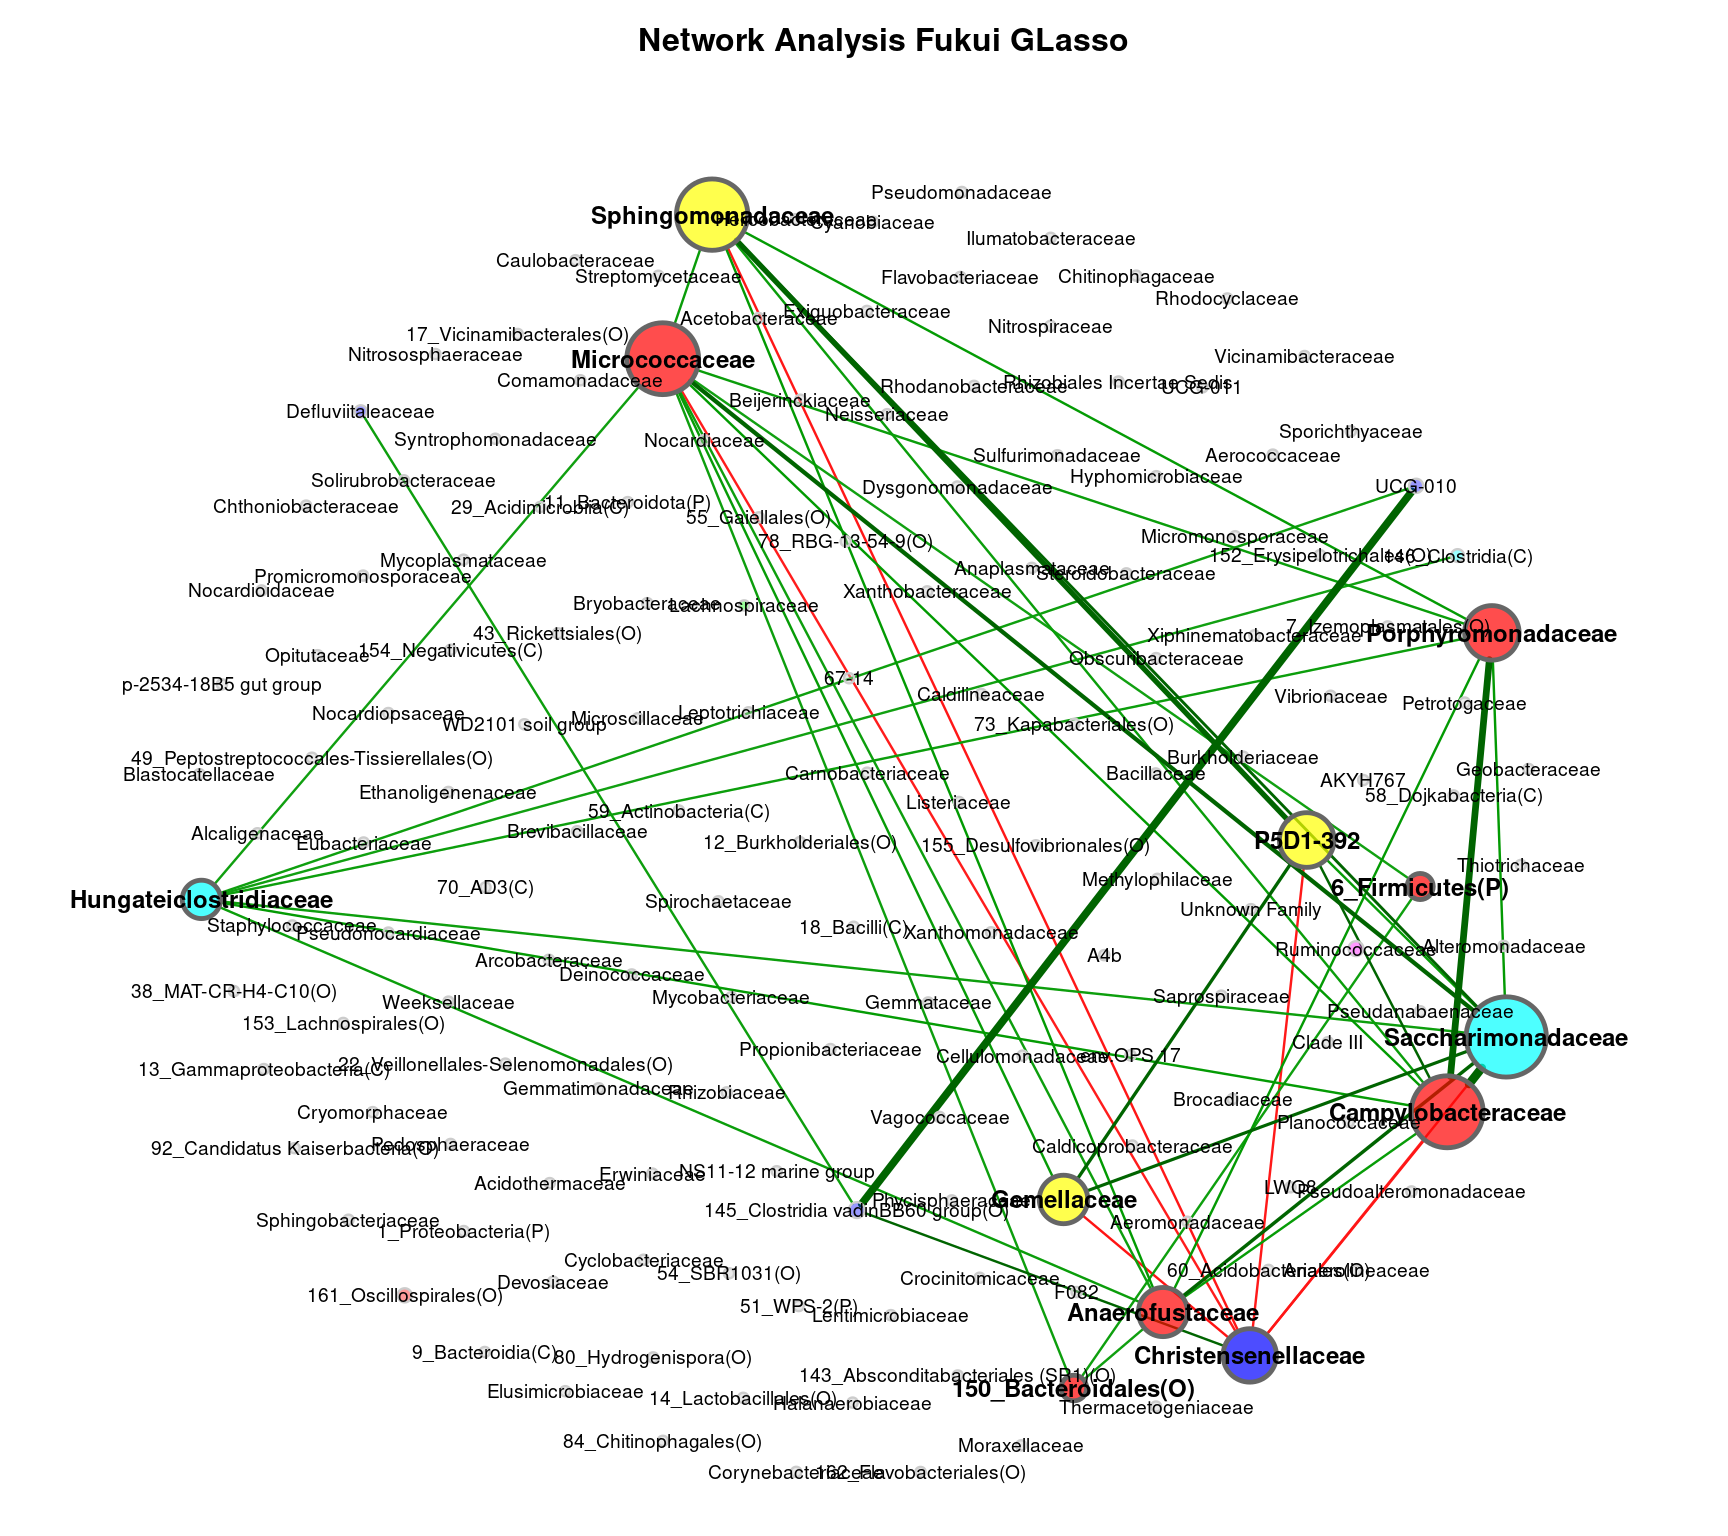 Network Analysis Fukui GLasso
Pseudomonadaceae
Sphingomonadaceae
Cyanobiaceae
Ilumatobacteraceae
Caulobacteraceae
Streptomycetaceae
Flavobacteriaceae
Chitinophagaceae
Rhodocyclaceae
Exiguobacteraceae
Acetobacteraceae
Nitrospiraceae
17_Vicinamibacterales(O)
Nitrososphaeraceae
Micrococcaceae
Vicinamibacteraceae
Comamonadaceae
Rhodanobacteraceae
Rhizobiales Incertae Sedis
UCG-011
Beijerinckiaceae
Defluviitaleaceae
Neisseriaceae
Sporichthyaceae
Syntrophomonadaceae
Nocardiaceae
Sulfurimonadaceae
Aerococcaceae
Hyphomicrobiaceae
Solirubrobacteraceae
Dysgonomonadaceae
UCG-010
Chthoniobacteraceae
29_Acidimicrobiia(C)
11_Bacteroidota(P)
55_Gaiellales(O)
78_RBG-13-54-9(O)
Micromonosporaceae
152_Erysipelotrichales(O)
146_Clostridia(C)
Mycoplasmataceae
Anaplasmataceae
Steroidobacteraceae
Promicromonosporaceae
Nocardioidaceae
Xanthobacteraceae
Bryobacteraceae
Lachnospiraceae
7_Izemoplasmatales(O)
43_Rickettsiales(O)
Xiphinematobacteraceae
Porphyromonadaceae
Opitutaceae
154_Negativicutes(C)
Obscuribacteraceae
67-14
p-2534-18B5 gut group
Caldilineaceae
Vibrionaceae
Petrotogaceae
Nocardiopsaceae
WD2101 soil group
Microscillaceae
Leptotrichiaceae
73_Kapabacteriales(O)
49_Peptostreptococcales-Tissierellales(O)
Blastocatellaceae
Carnobacteriaceae
Bacillaceae
Burkholderiaceae
AKYH767
Geobacteraceae
58_Dojkabacteria(C)
Ethanoligenenaceae
Listeriaceae
59_Actinobacteria(C)
Alcaligenaceae
Eubacteriaceae
Brevibacillaceae
12_Burkholderiales(O)
155_Desulfovibrionales(O)
P5D1-392
Thiotrichaceae
Methylophilaceae
6_Firmicutes(P)
70_AD3(C)
Hungateiclostridiaceae
Spirochaetaceae
Unknown Family
Staphylococcaceae
Pseudonocardiaceae
18_Bacilli(C)
Xanthomonadaceae
Ruminococcaceae
Alteromonadaceae
A4b
Arcobacteraceae
Deinococcaceae
38_MAT-CR-H4-C10(O)
Weeksellaceae
Mycobacteriaceae
Gemmataceae
Saprospiraceae
Pseudanabaenaceae
153_Lachnospirales(O)
Saccharimonadaceae
Clade III
Propionibacteriaceae
Cellulomonadaceae
env.OPS 17
13_Gammaproteobacteria(C)
22_Veillonellales-Selenomonadales(O)
Gemmatimonadaceae
Rhizobiaceae
Brocadiaceae
Cryomorphaceae
Vagococcaceae
Campylobacteraceae
Planococcaceae
92_Candidatus Kaiserbacteria(O)
Pedosphaeraceae
Caldicoprobacteraceae
Erwiniaceae
NS11-12 marine group
Acidothermaceae
LWQ8
Pseudoalteromonadaceae
Phycisphaeraceae
Gemellaceae
145_Clostridia vadinBB60 group(O)
Sphingobacteriaceae
1_Proteobacteria(P)
Aeromonadaceae
Cyclobacteriaceae
54_SBR1031(O)
Devosiaceae
Crocinitomicaceae
60_Acidobacteriales(O)
Anaerolineaceae
F082
161_Oscillospirales(O)
51_WPS-2(P)
Lentimicrobiaceae
Anaerofustaceae
9_Bacteroidia(C)
80_Hydrogenispora(O)
Christensenellaceae
143_Absconditabacteriales (SR1)(O)
150_Bacteroidales(O)
Elusimicrobiaceae
14_Lactobacillales(O)
Halanaerobiaceae
Thermacetogeniaceae
84_Chitinophagales(O)
Moraxellaceae
Corynebacteriaceae
162_Flavobacteriales(O)